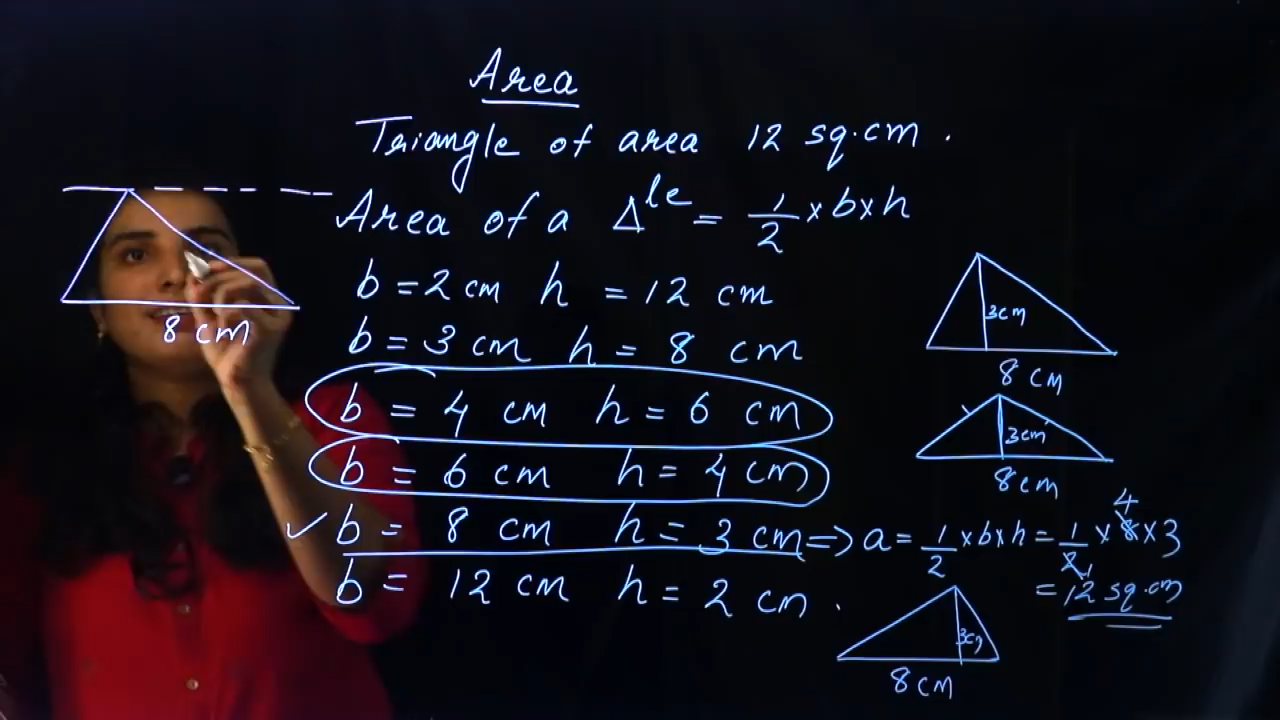 Area
Triangle of area 12 sq.cm.
Area of a Δle = 1/2 × b × h
b = 2 cm h = 12 cm
b = 3 cm h = 8 cm
b = 4 cm h = 6 cm
b = 6 cm h = 4 cm
✓ b = 8 cm h = 3 cm ⇒ a = 1/2 × b × h = 1/2 × 8 × 3
4
1
= 12 sq.cm
b = 12 cm h = 2 cm.
8 cm
3cm
8 cm
3cm
8cm
3cm
8 cm